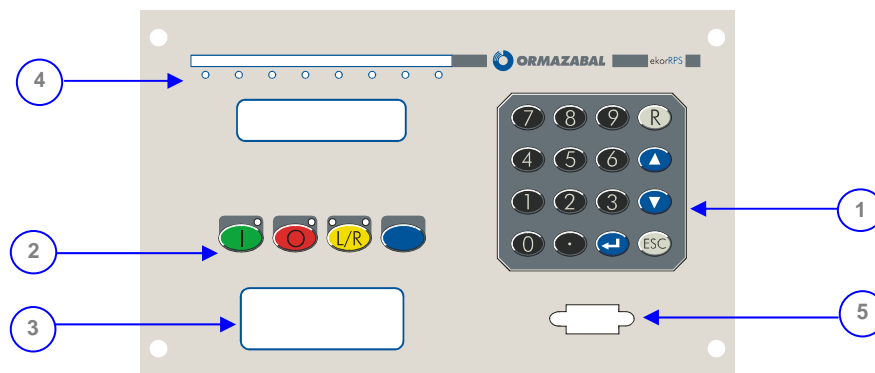 ORMAZABAL ekorRPS
4
7 8 9 R
4 5 6
1 2 3
1
I O L/R
0 . ESC
2
5
3